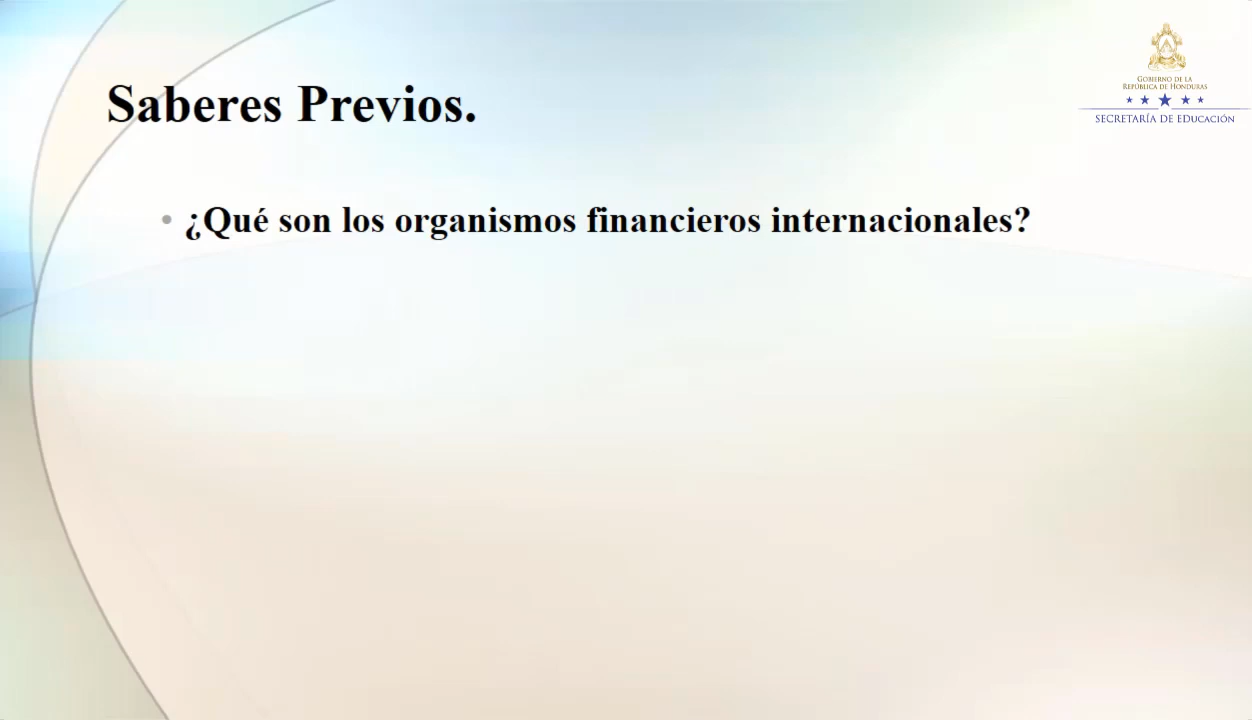 Saberes Previos.
GOBIERNO DE LA
REPÚBLICA DE HONDURAS
SECRETARÍA DE EDUCACIÓN
• ¿Qué son los organismos financieros internacionales?